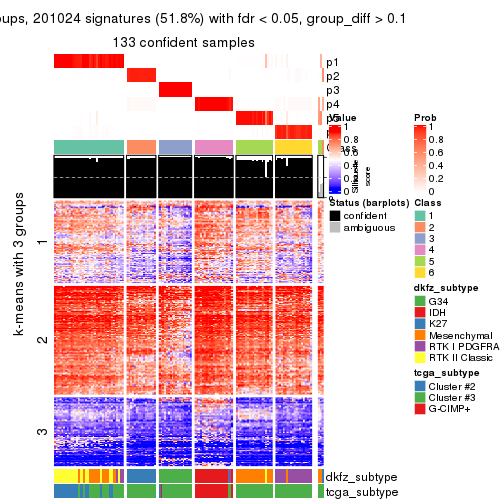 oups, 201024 signatures (51.8%) with fdr < 0.05, group_diff > 0.1
133 confident samples
p1
p2
p3
p4
p5
Value
1
0.8
0.6
0.4
0.2
0
Silhouette
score
Prob
1
0.8
0.6
0.4
0.2
0
Status (barplots)
confident
ambiguous
Class
1
2
3
4
5
6
dkfz_subtype
G34
IDH
K27
Mesenchymal
RTK I PDGFRA
RTK II Classic
tcga_subtype
Cluster #2
Cluster #3
G-CIMP+
k-means with 3 groups
1
2
3
dkfz_subtype
tcga_subtype